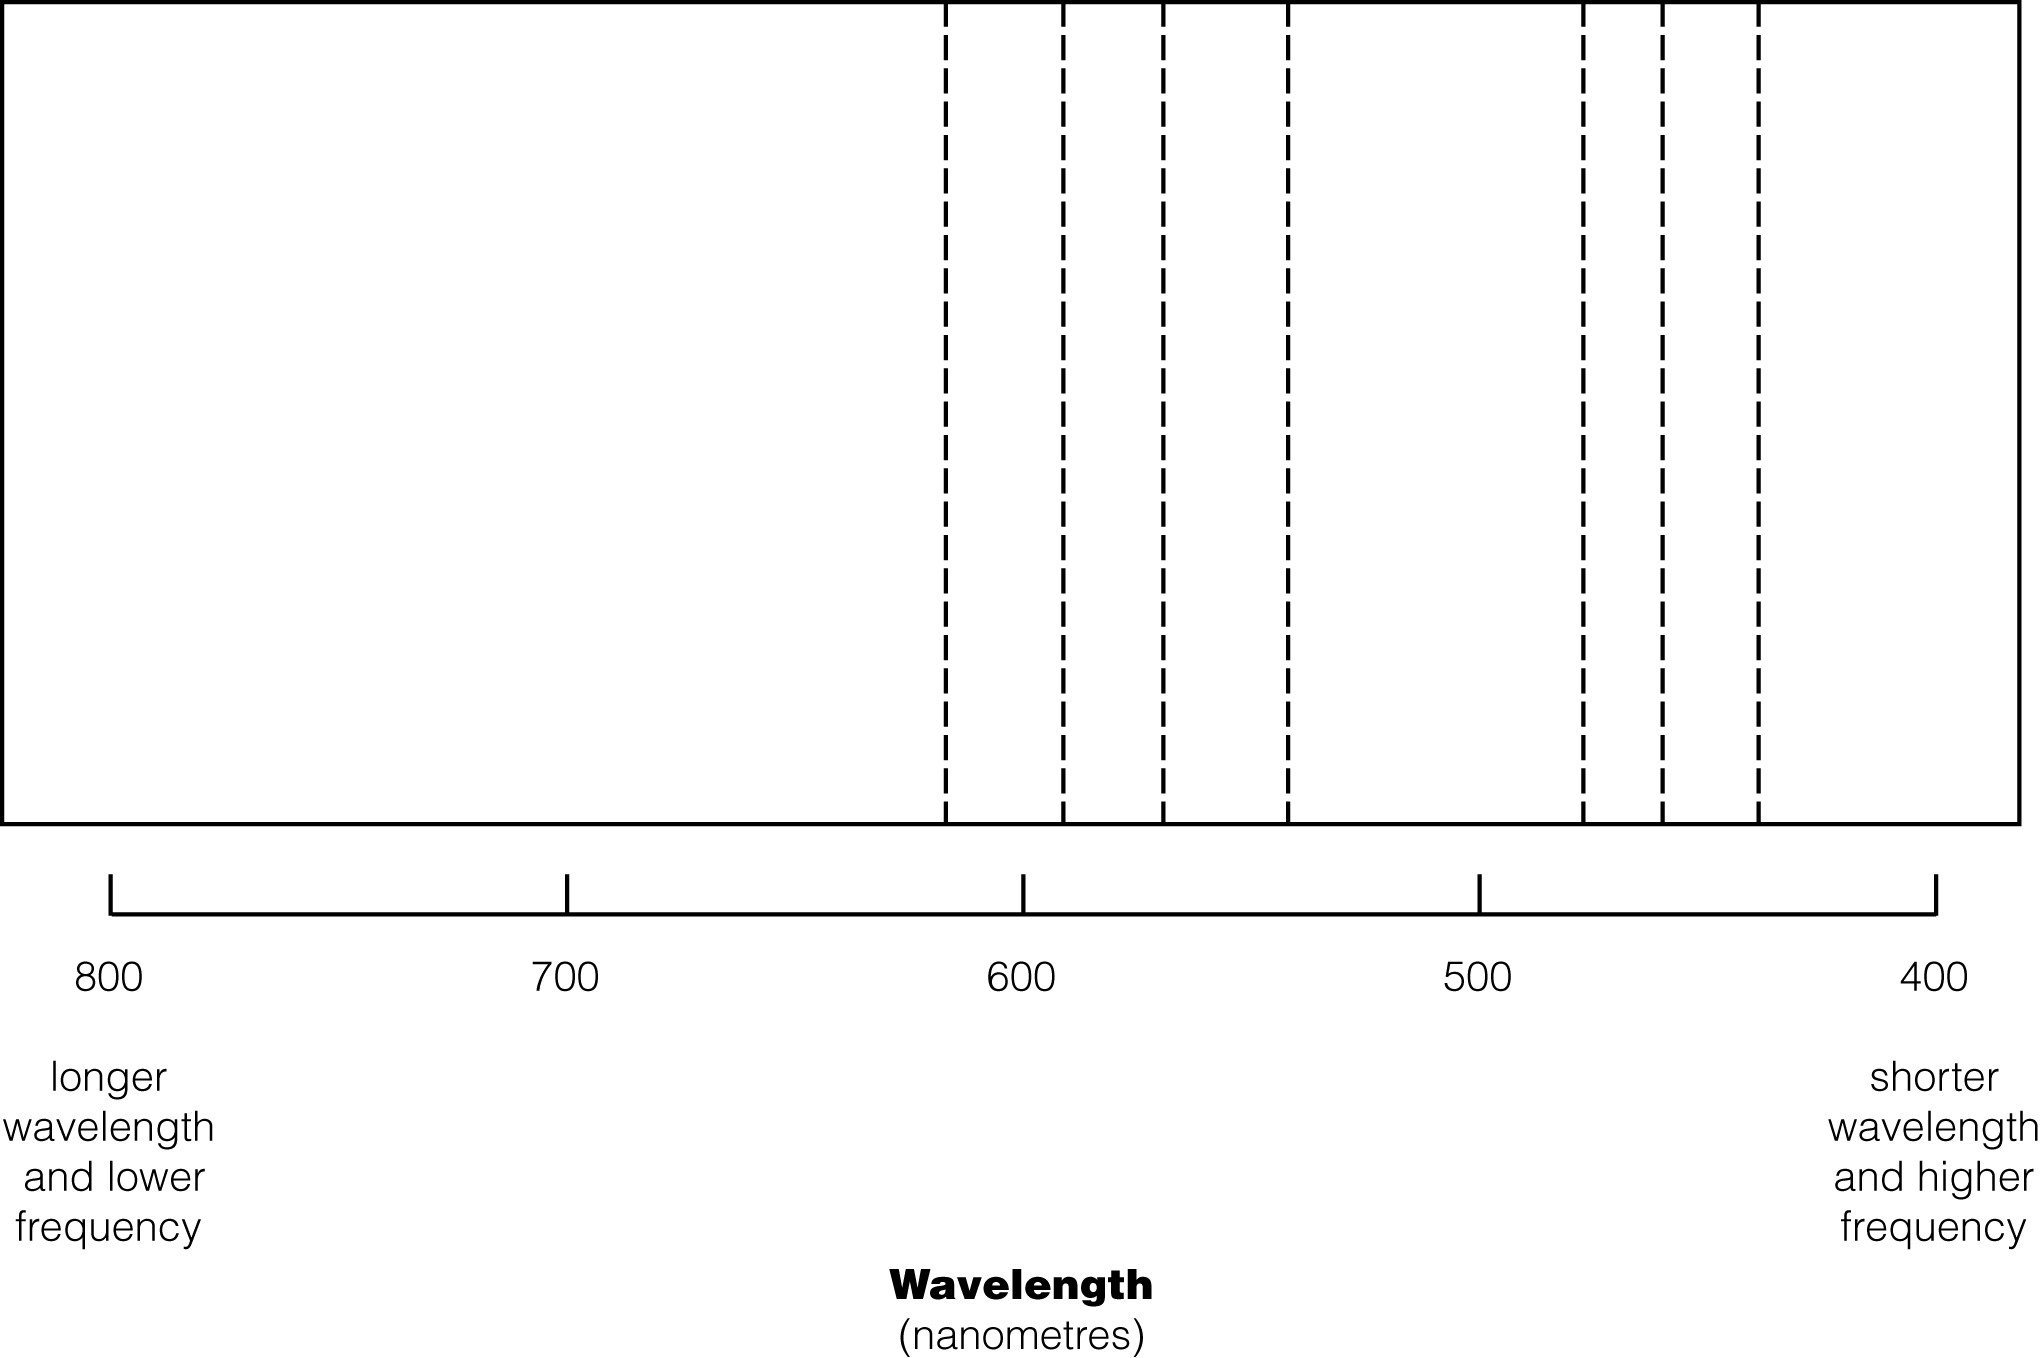 800
700
600
500
400
longer
wavelength
and lower
frequency
shorter
wavelength
and higher
frequency
Wavelength
(nanometres)